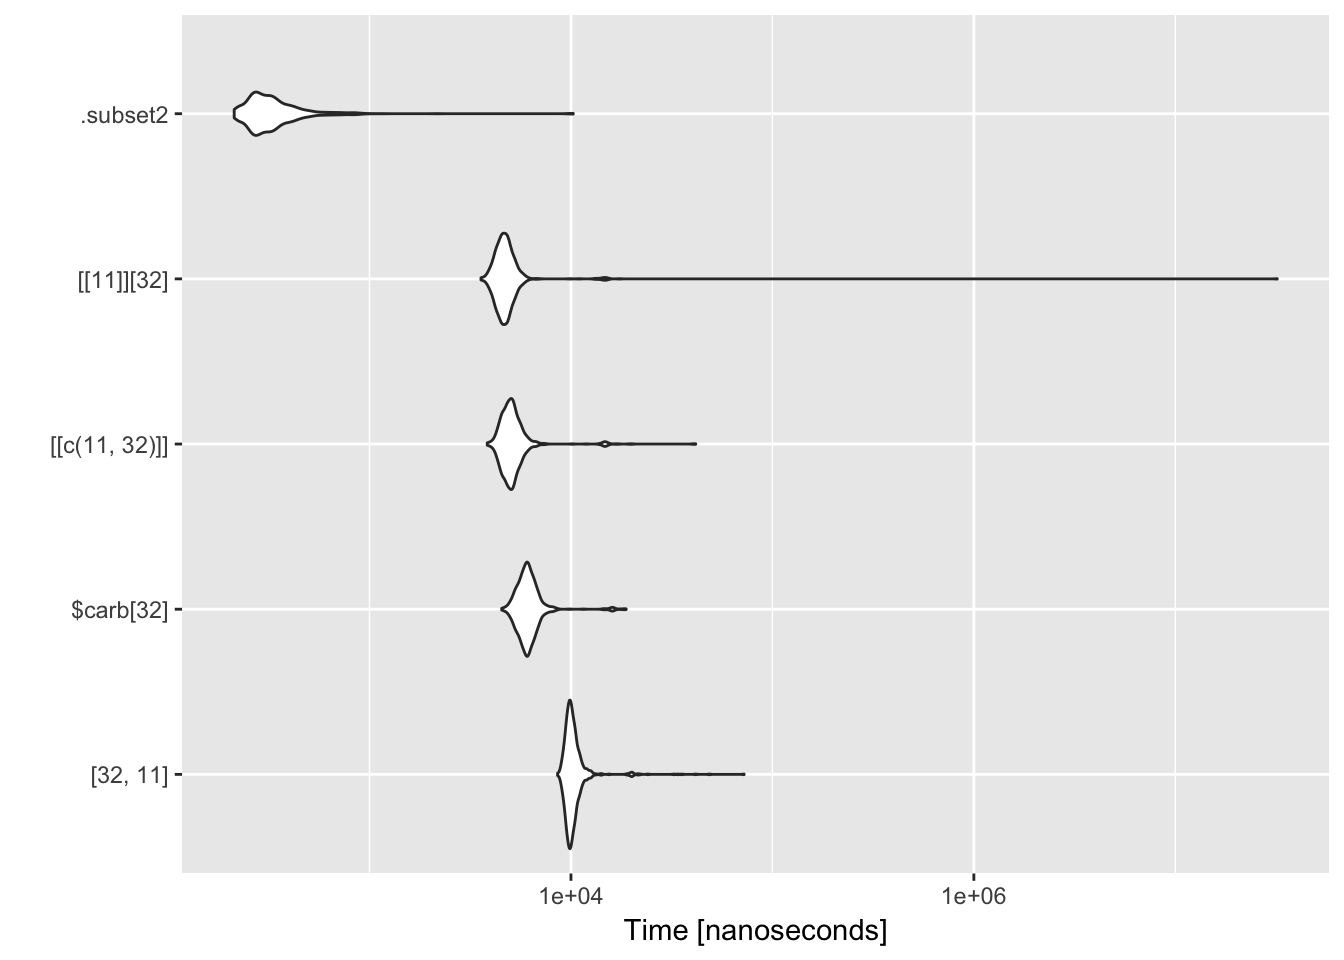 .subset2
[[11]][32]
[[c(11, 32)]]
$carb[32]
[32, 11]
1e+04 1e+06
Time [nanoseconds]